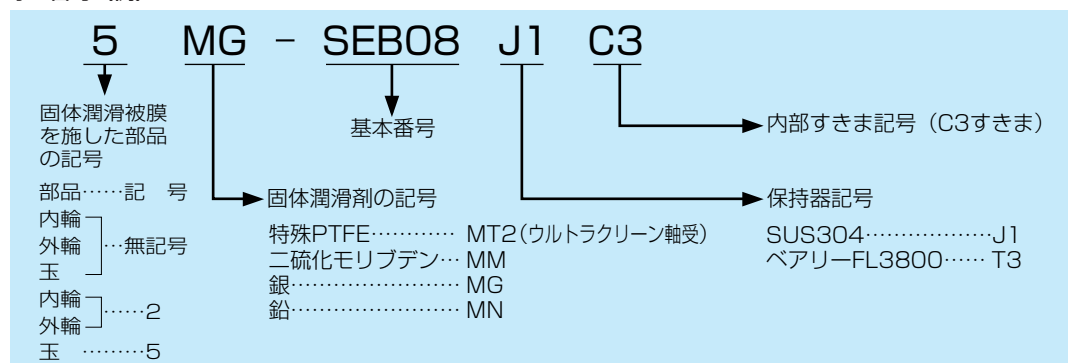 5 MG - SEB08 J1 C3
固体潤滑被膜
を施した部品
の記号
基本番号
内部すきま記号（C3すきま）
部品……記　号
内輪
外輪
玉
…無記号
内輪
外輪
……2
玉 ………5
固体潤滑剤の記号
特殊PTFE………… MT2（ウルトラクリーン軸受）
二硫化モリブデン… MM
銀…………………… MG
鉛…………………… MN
保持器記号
SUS304………………J1
ベアリーFL3800…… T3